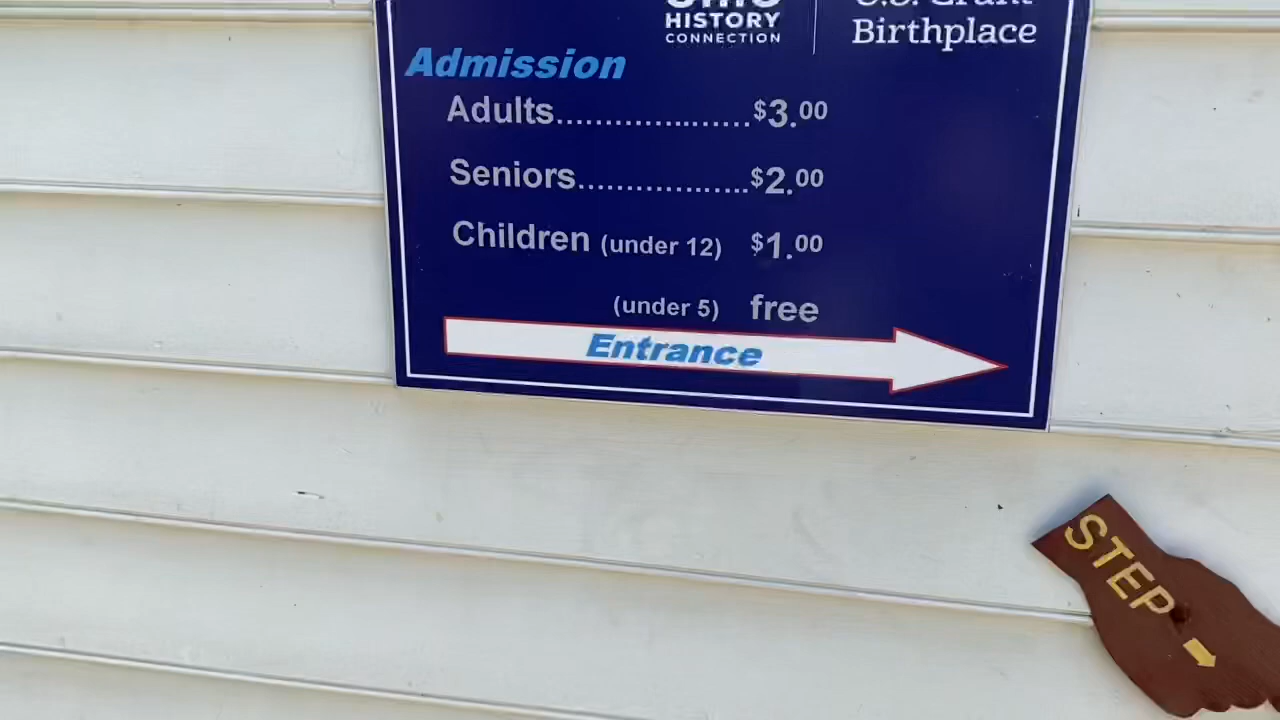 HISTORY
CONNECTION
Birthplace
Admission
Adults.....................$3.00
Seniors.....................$2.00
Children (under 12) $1.00
(under 5) free
Entrance
STEP